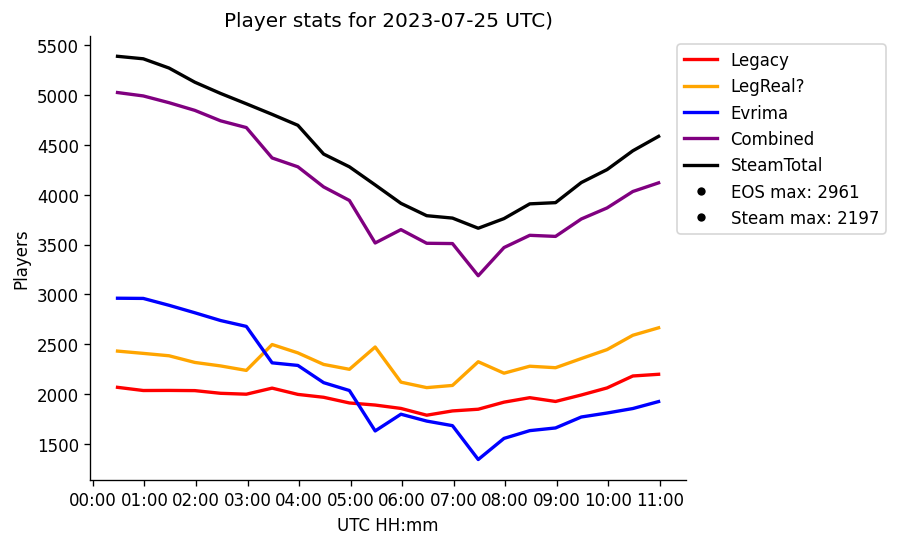 Player stats for 2023-07-25 UTC)
Players
5500
5000
4500
4000
3500
3000
2500
2000
1500
00:00 01:00 02:00 03:00 04:00 05:00 06:00 07:00 08:00 09:00 10:00 11:00
UTC HH:mm
Legacy
LegReal?
Evrima
Combined
SteamTotal
EOS max: 2961
Steam max: 2197